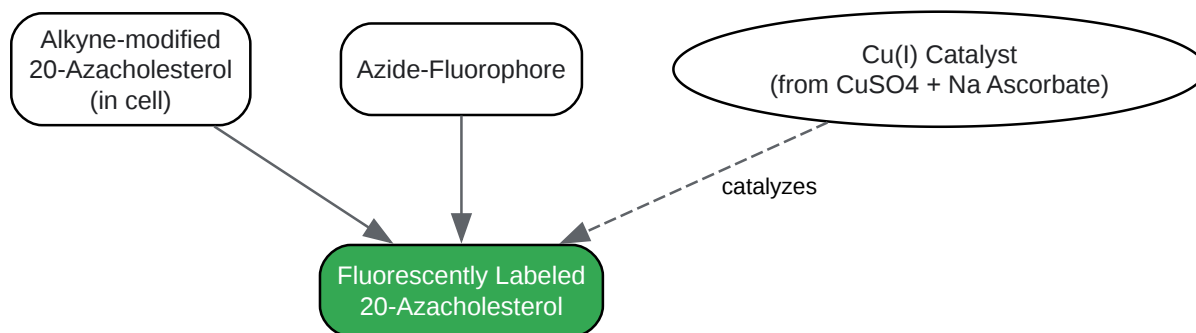 Alkyne-modified
20-Azacholesterol
(in cell)
Azide-Fluorophore
Cu(I) Catalyst
(from CuSO4 + Na Ascorbate)
catalyzes
Fluorescently Labeled
20-Azacholesterol